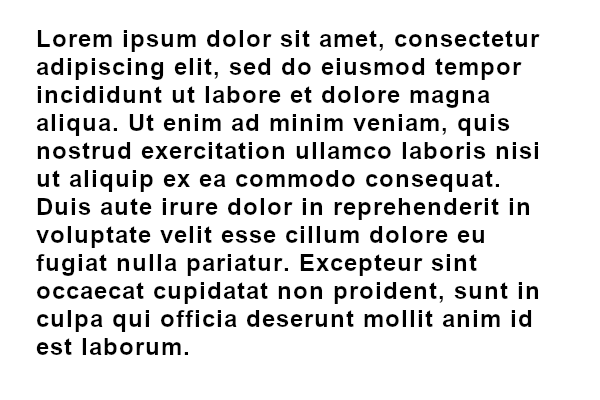 Lorem ipsum dolor sit amet, consectetur
adipiscing elit, sed do eiusmod tempor
incididunt ut labore et dolore magna
aliqua. Ut enim ad minim veniam, quis
nostrud exercitation ullamco laboris nisi
ut aliquip ex ea commodo consequat.
Duis aute irure dolor in reprehenderit in
voluptate velit esse cillum dolore eu
fugiat nulla pariatur. Excepteur sint
occaecat cupidatat non proident, sunt in
culpa qui officia deserunt mollit anim id
est laborum.